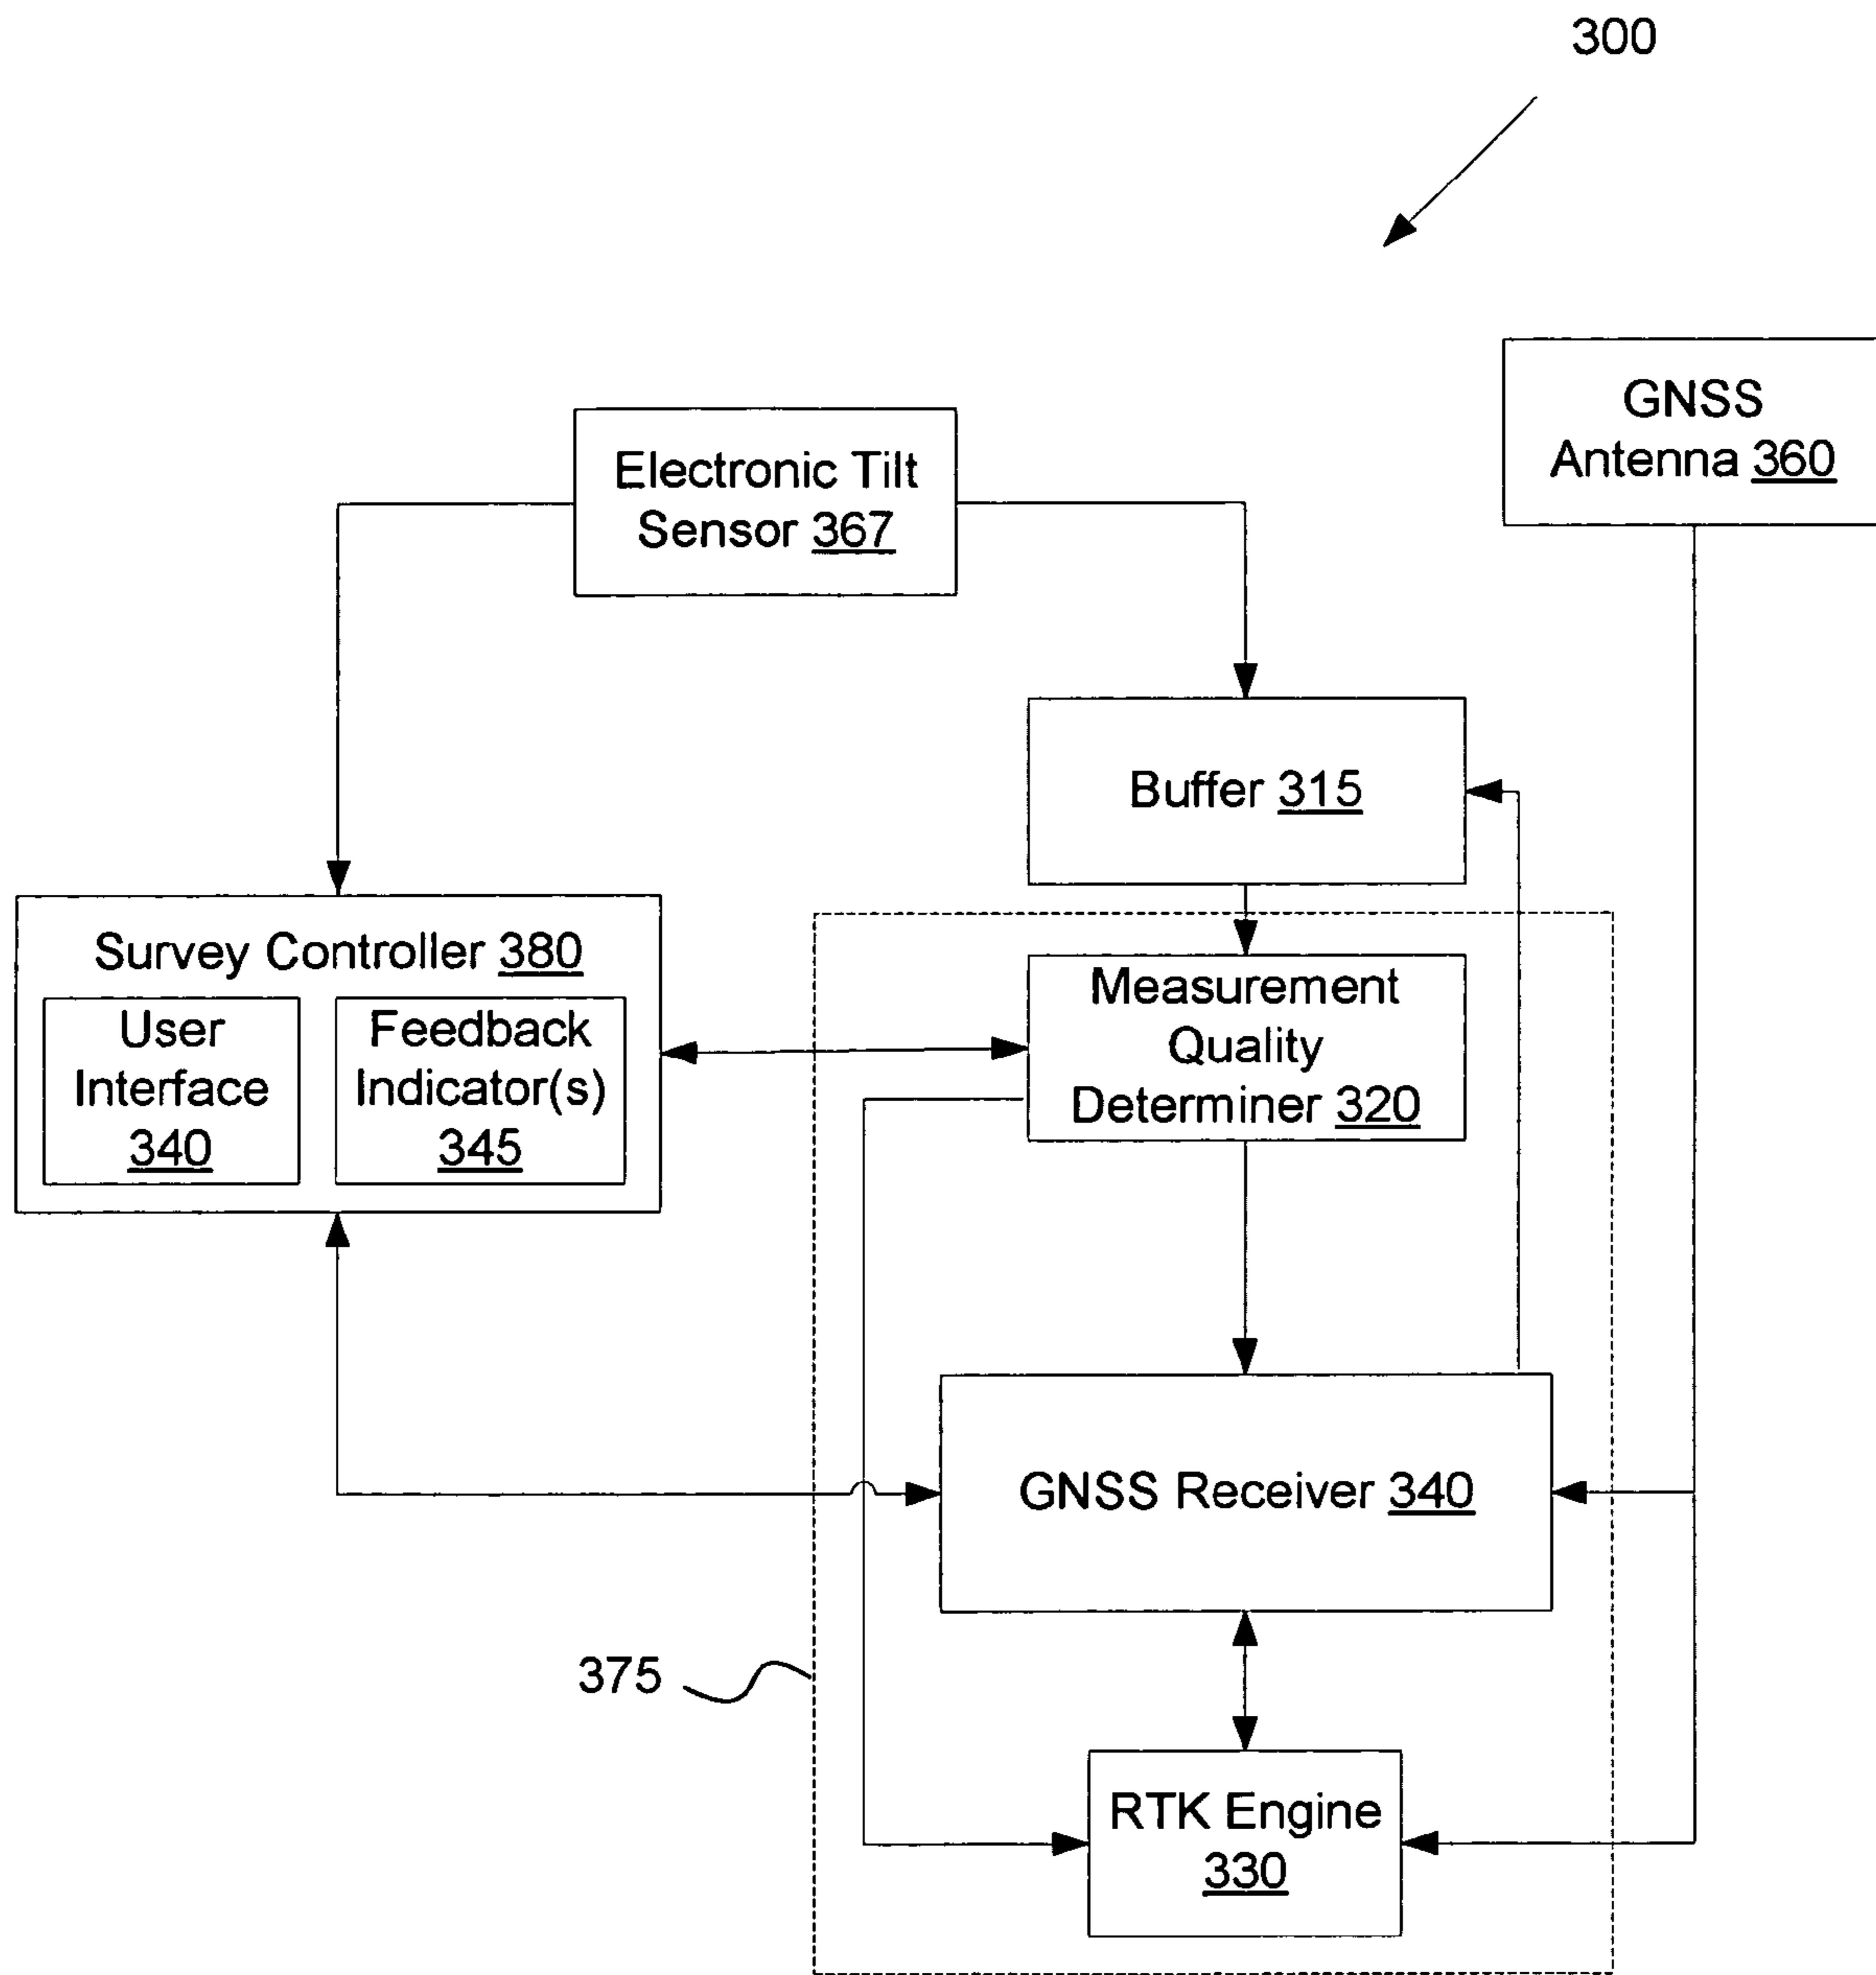 300
GNSS
Antenna 360
Electronic Tilt
Sensor 367
Buffer 315
Survey Controller 380
User
Interface
340
Feedback
Indicator(s)
345
Measurement
Quality
Determiner 320
GNSS Receiver 340
375
RTK Engine
330